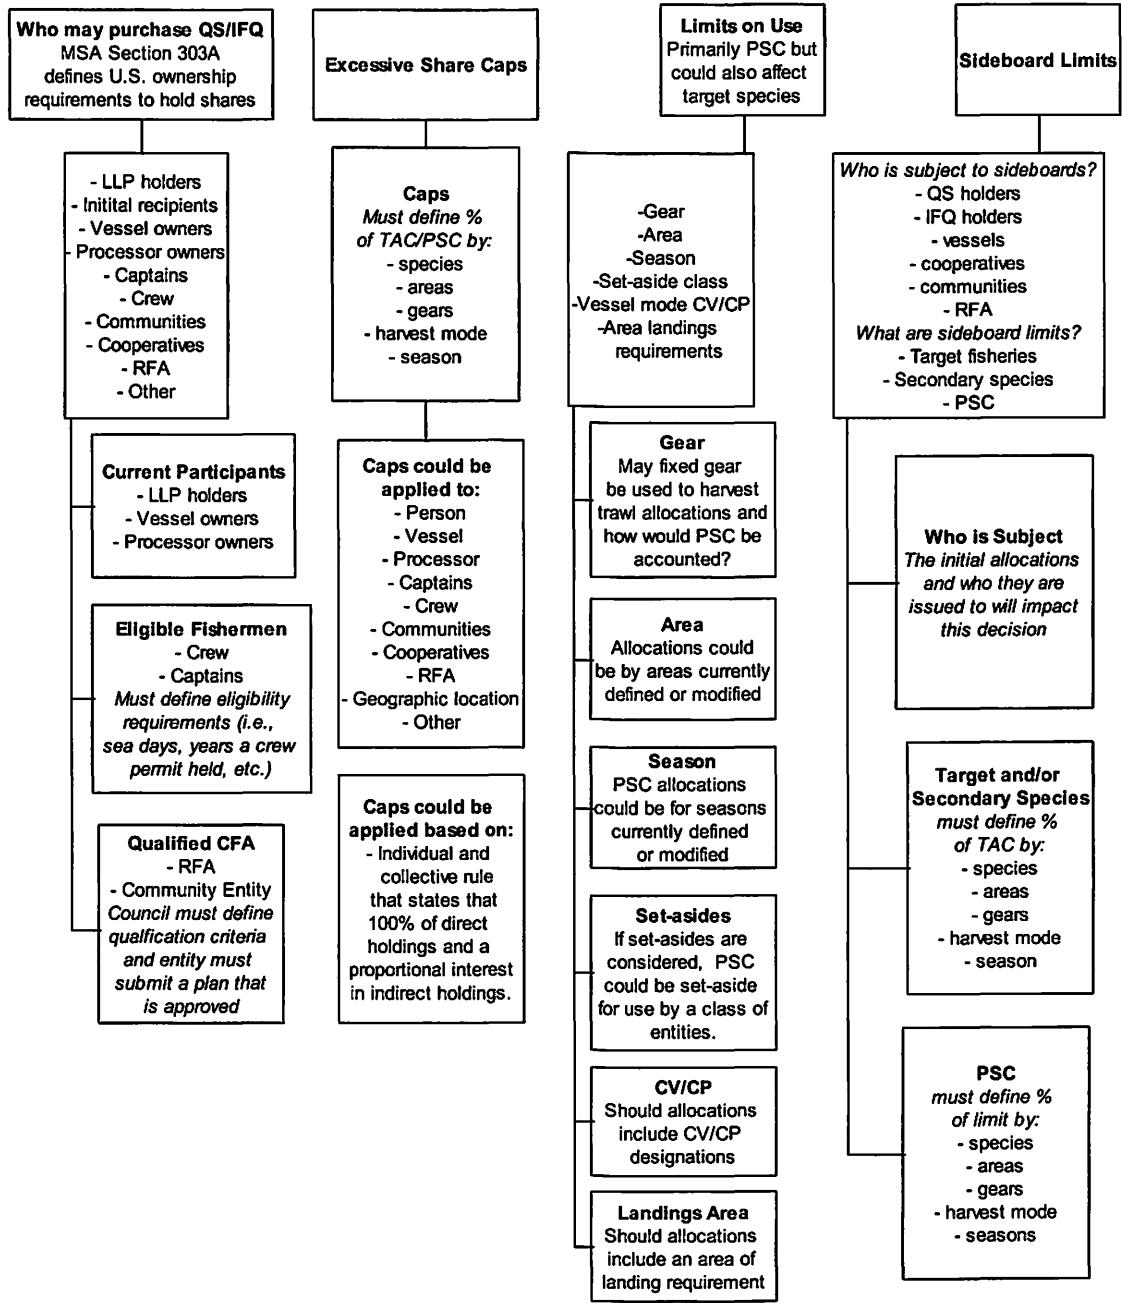 Who may purchase QS/IFQ
MSA Section 303A
defines U.S. ownership
requirements to hold shares
- LLP holders
- Initital recipients
- Vessel owners
- Processor owners
- Captains
- Crew
- Communities
- Cooperatives
- RFA
- Other
Current Participants
- LLP holders
- Vessel owners
- Processor owners
Eligible Fishermen
- Crew
- Captains
Must define eligibility
requirements (i.e.,
sea days, years a crew
permit held, etc.)
Qualified CFA
- RFA
- Community Entity
Council must define
qualfication criteria
and entity must
submit a plan that
is approved
Excessive Share Caps
Caps
Must define %
of TAC/PSC by:
- species
- areas
- gears
- harvest mode
- season
Caps could be
applied to:
- Person
- Vessel
- Processor
- Captains
- Crew
- Communities
- Cooperatives
- RFA
- Geographic location
- Other
Caps could be
applied based on:
- Individual and
collective rule
that states that
100% of direct
holdings and a
proportional interest
in indirect holdings.
Limits on Use
Primarily PSC but
could also affect
target species
-Gear
-Area
-Season
-Set-aside class
-Vessel mode CV/CP
-Area landings
requirements
Gear
May fixed gear
be used to harvest
trawl allocations and
how would PSC be
accounted?
Area
Allocations could
be by areas currently
defined or modified
Season
PSC allocations
could be for seasons
currently defined
or modified
Set-asides
If set-asides are
considered, PSC
could be set-aside
for use by a class of
entities.
CV/CP
Should allocations
include CV/CP
designations
Landings Area
Should allocations
include an area of
landing requirement
Sideboard Limits
Who is subject to sideboards?
- QS holders
- IFQ holders
- vessels
- cooperatives
- communities
- RFA
What are sideboard limits?
- Target fisheries
- Secondary species
- PSC
Who is Subject
The initial allocations
and who they are
issued to will impact
this decision
Target and/or
Secondary Species
must define %
of TAC by:
- species
- areas
- gears
- harvest mode
- season
PSC
must define %
of limit by:
- species
- areas
- gears
- harvest mode
- seasons